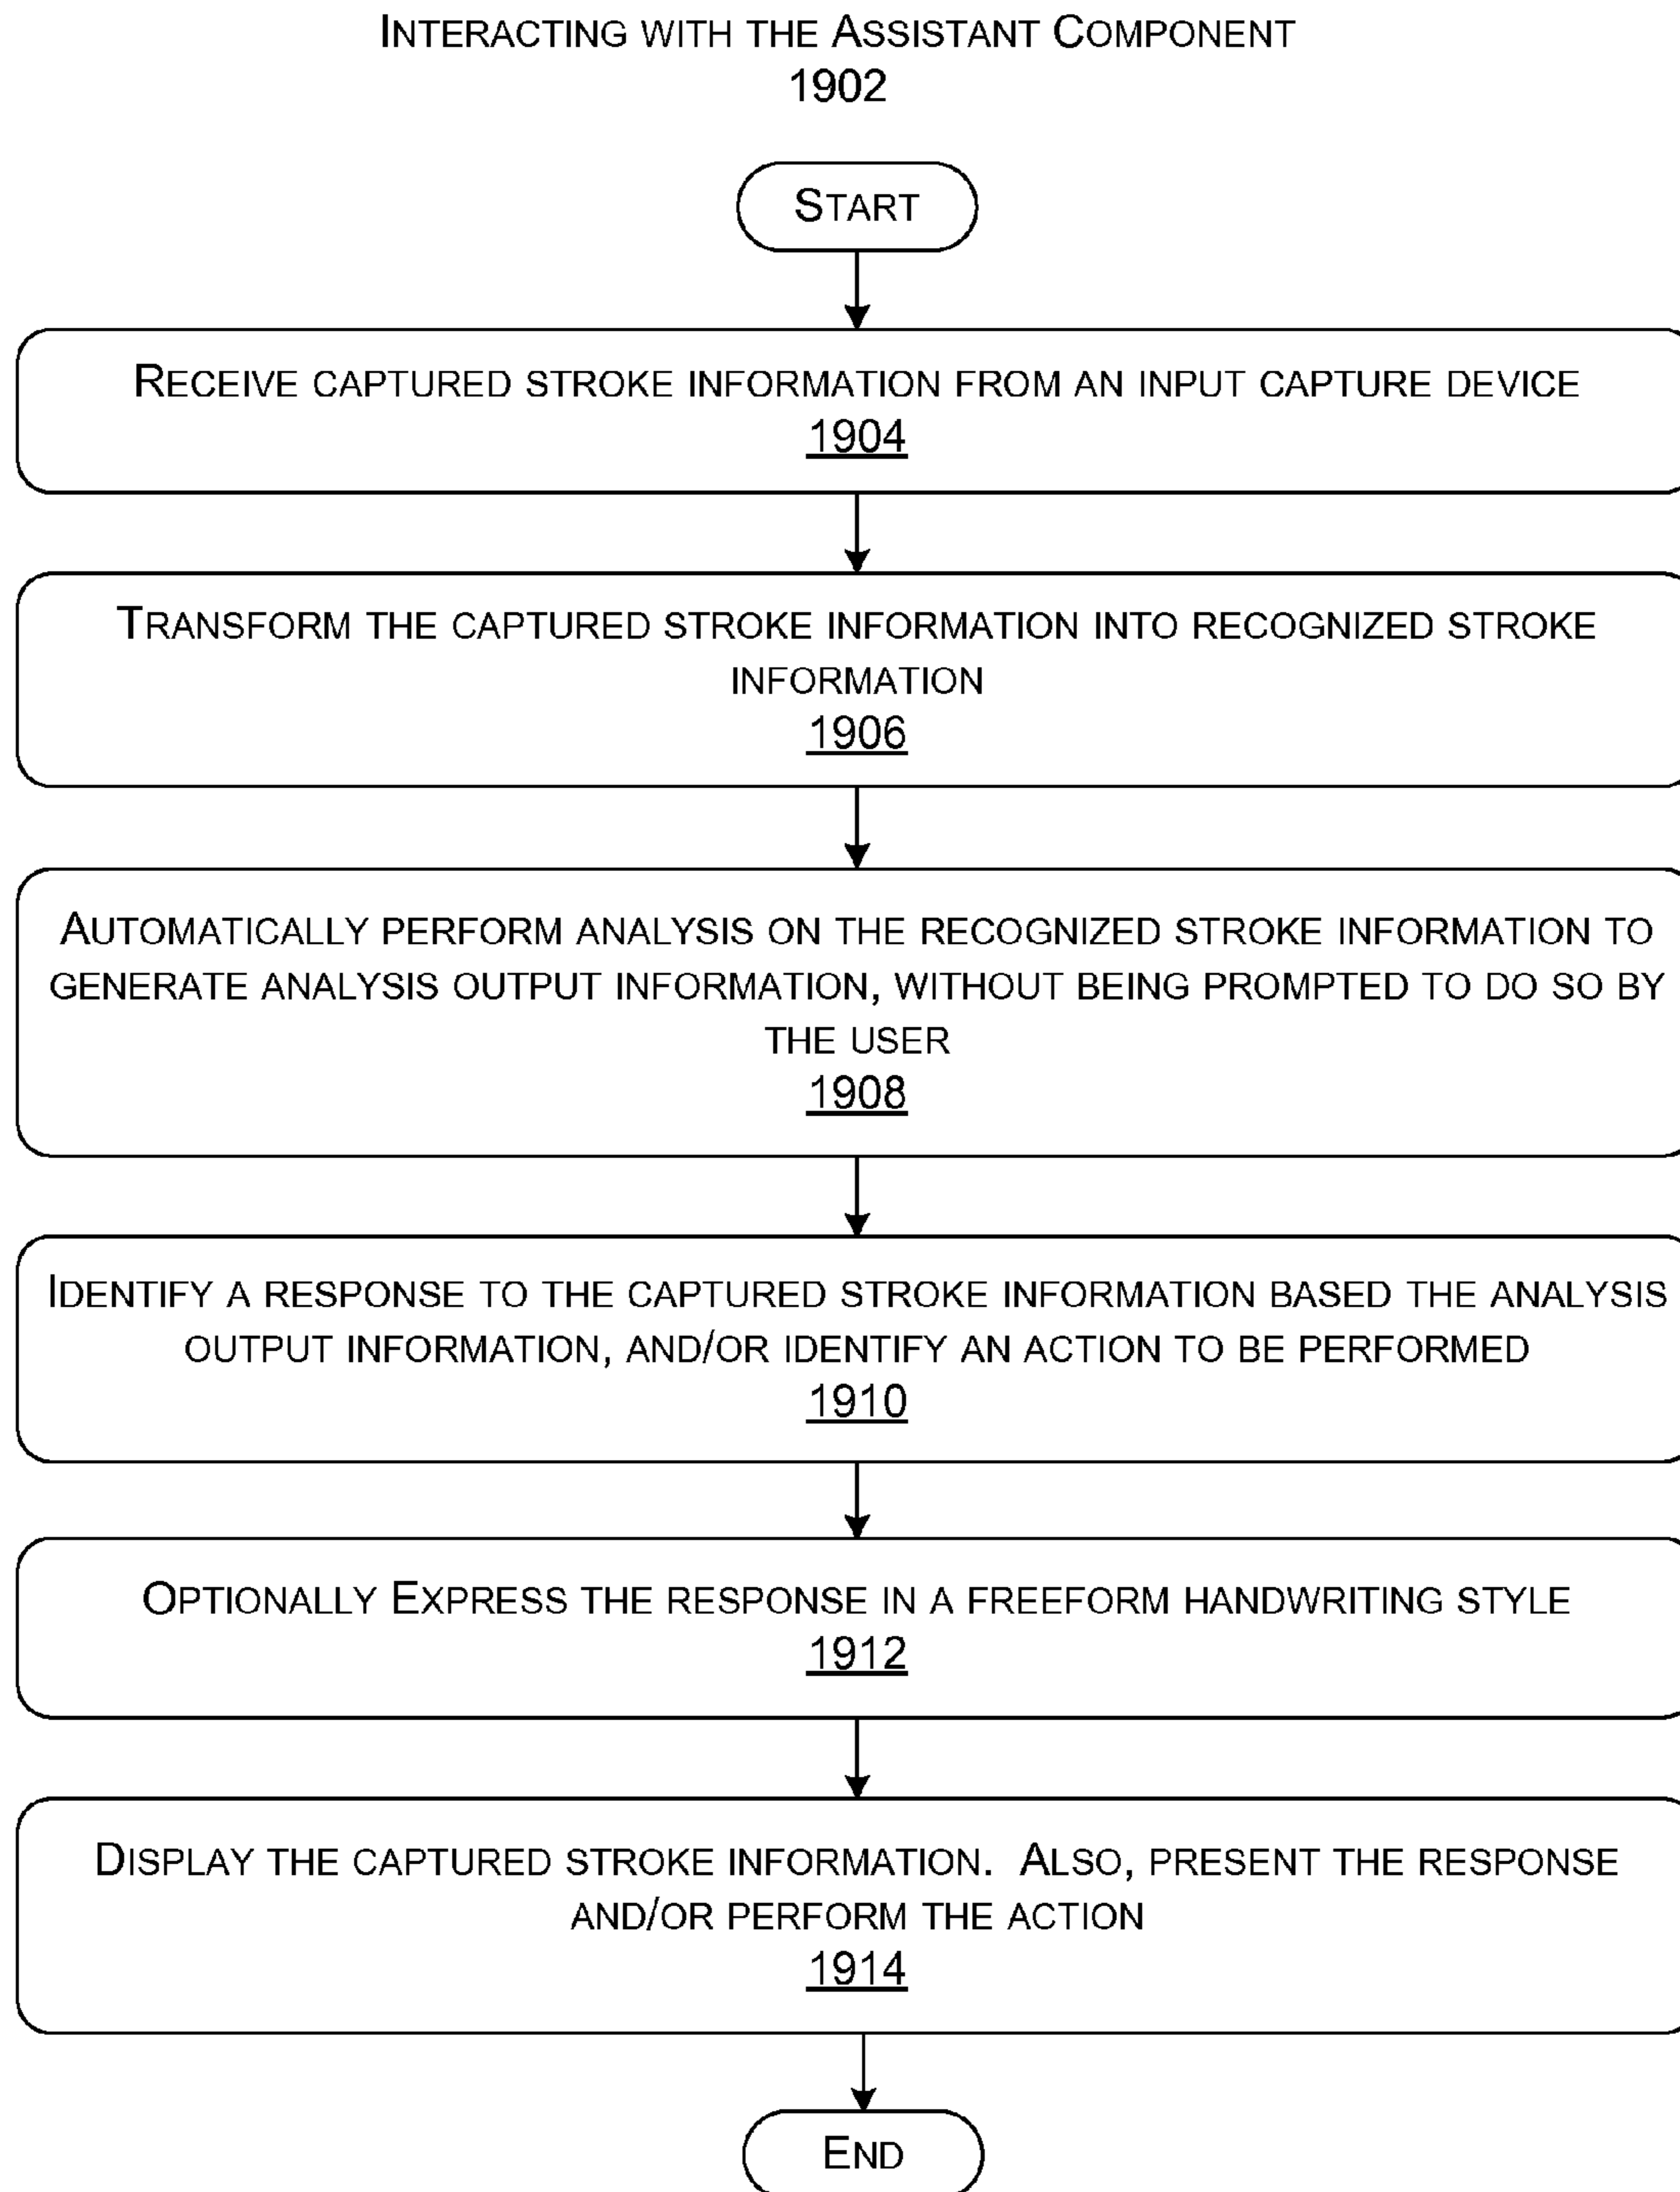 INTERACTING WITH THE ASSISTANT COMPONENT
1902
START
RECEIVE CAPTURED STROKE INFORMATION FROM AN INPUT CAPTURE DEVICE
1904
TRANSFORM THE CAPTURED STROKE INFORMATION INTO RECOGNIZED STROKE
INFORMATION
1906
AUTOMATICALLY PERFORM ANALYSIS ON THE RECOGNIZED STROKE INFORMATION TO
GENERATE ANALYSIS OUTPUT INFORMATION, WITHOUT BEING PROMPTED TO DO SO BY
THE USER
1908
IDENTIFY A RESPONSE TO THE CAPTURED STROKE INFORMATION BASED THE ANALYSIS
OUTPUT INFORMATION, AND/OR IDENTIFY AN ACTION TO BE PERFORMED
1910
OPTIONALLY EXPRESS THE RESPONSE IN A FREEFORM HANDWRITING STYLE
1912
DISPLAY THE CAPTURED STROKE INFORMATION. ALSO, PRESENT THE RESPONSE
AND/OR PERFORM THE ACTION
1914
END